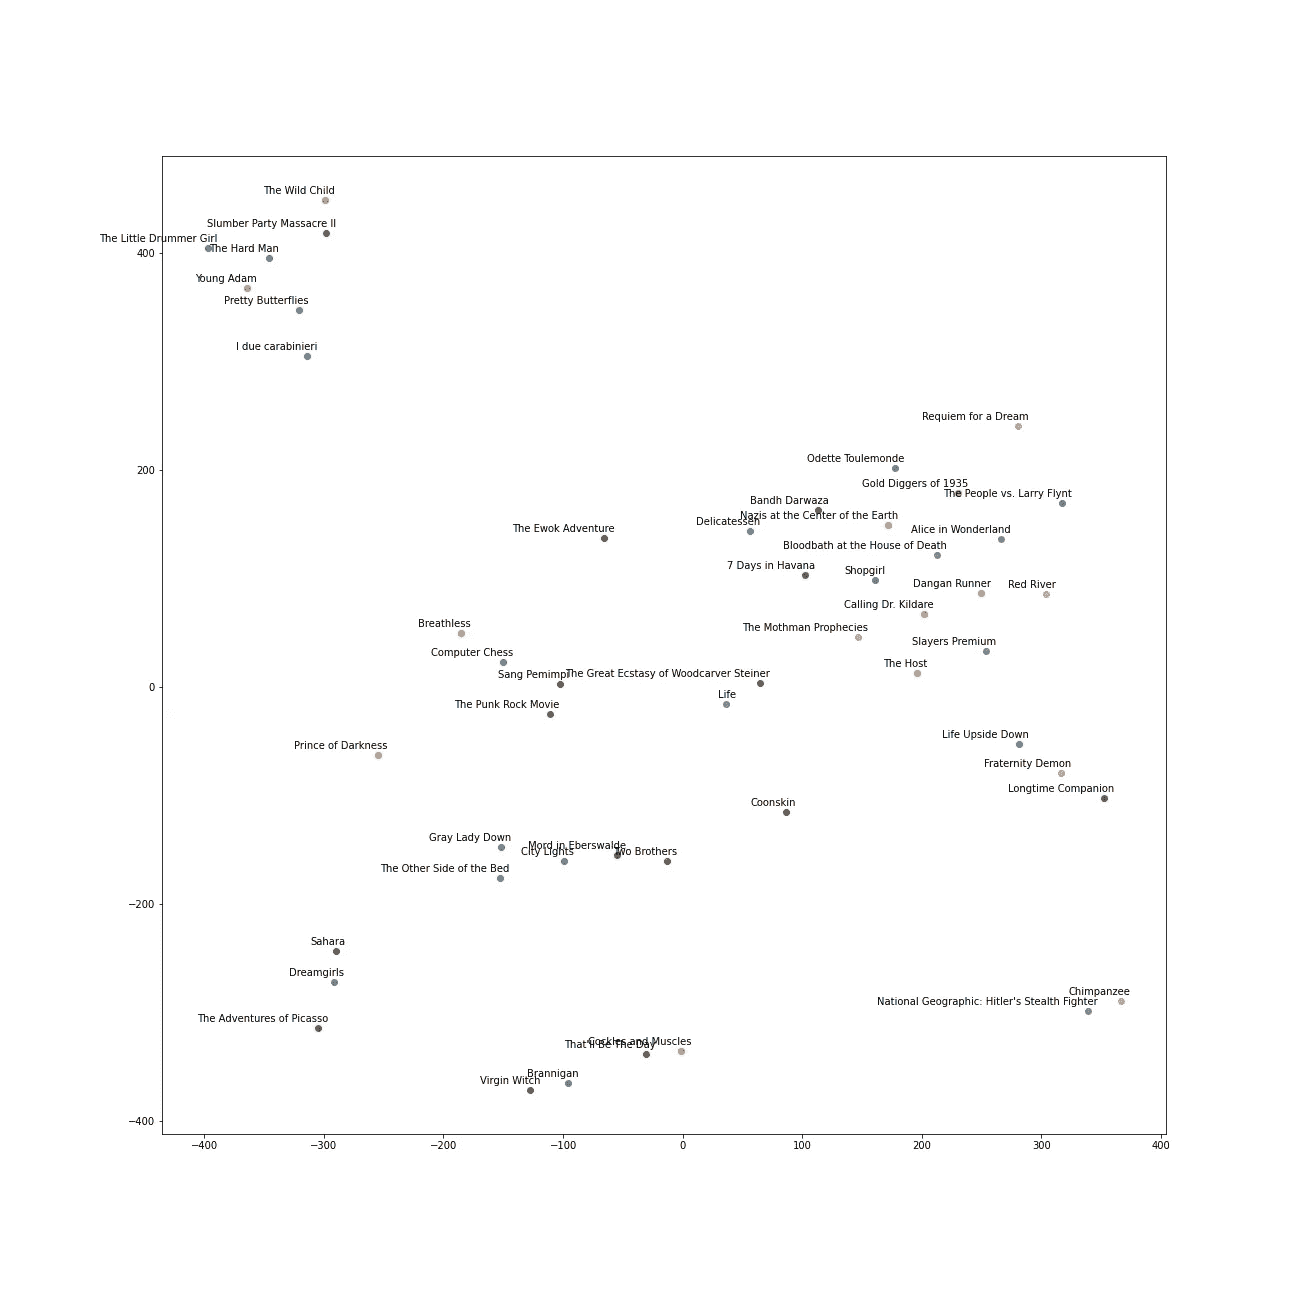 The Wild Child
Slumber Party Massacre II
The Little Drummer Girl
The Hard Man
400
Young Adam
Pretty Butterflies
I due carabinieri
Requiem for a Dream
Odette Toulemonde
200
Gold Diggers of 1935
The People vs. Larry Flynt
Bandh Darwaza
Nazis at the Center of the Earth
Delicatessen
The Ewok Adventure
Alice in Wonderland
Bloodbath at the House of Death
7 Days in Havana
Shopgirl
Dangan Runner
Red River
Calling Dr. Kildare
Breathless
The Mothman Prophecies
Computer Chess
Slayers Premium
The Host
Sang Pemimpi
The Great Ecstasy of Woodcarver Steiner
0
Life
The Punk Rock Movie
Life Upside Down
Prince of Darkness
Fraternity Demon
Longtime Companion
Coonskin
Gray Lady Down
Mord in Eberswalde
City Lights
Two Brothers
The Other Side of the Bed
−200
Sahara
Dreamgirls
Chimpanzee
National Geographic: Hitler's Stealth Fighter
The Adventures of Picasso
Cockles and Muscles
That'll Be The Day
Brannigan
Virgin Witch
−400
−400 −300 −200 −100 0 100 200 300 400